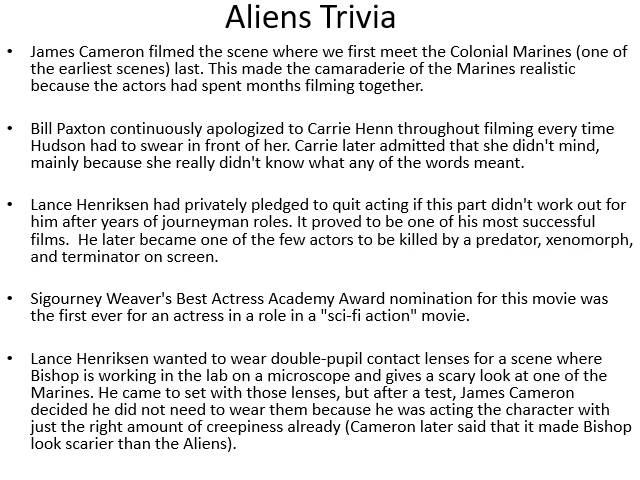 Aliens Trivia
• James Cameron filmed the scene where we first meet the Colonial Marines (one of
the earliest scenes) last. This made the camaraderie of the Marines realistic
because the actors had spent months filming together.
• Bill Paxton continuously apologized to Carrie Henn throughout filming every time
Hudson had to swear in front of her. Carrie later admitted that she didn't mind,
mainly because she really didn't know what any of the words meant.
• Lance Henriksen had privately pledged to quit acting if this part didn't work out for
him after years of journeyman roles. It proved to be one of his most successful
films.  He later became one of the few actors to be killed by a predator, xenomorph,
and terminator on screen.
• Sigourney Weaver's Best Actress Academy Award nomination for this movie was
the first ever for an actress in a role in a "sci-fi action" movie.
• Lance Henriksen wanted to wear double-pupil contact lenses for a scene where
Bishop is working in the lab on a microscope and gives a scary look at one of the
Marines. He came to set with those lenses, but after a test, James Cameron
decided he did not need to wear them because he was acting the character with
just the right amount of creepiness already (Cameron later said that it made Bishop
look scarier than the Aliens).